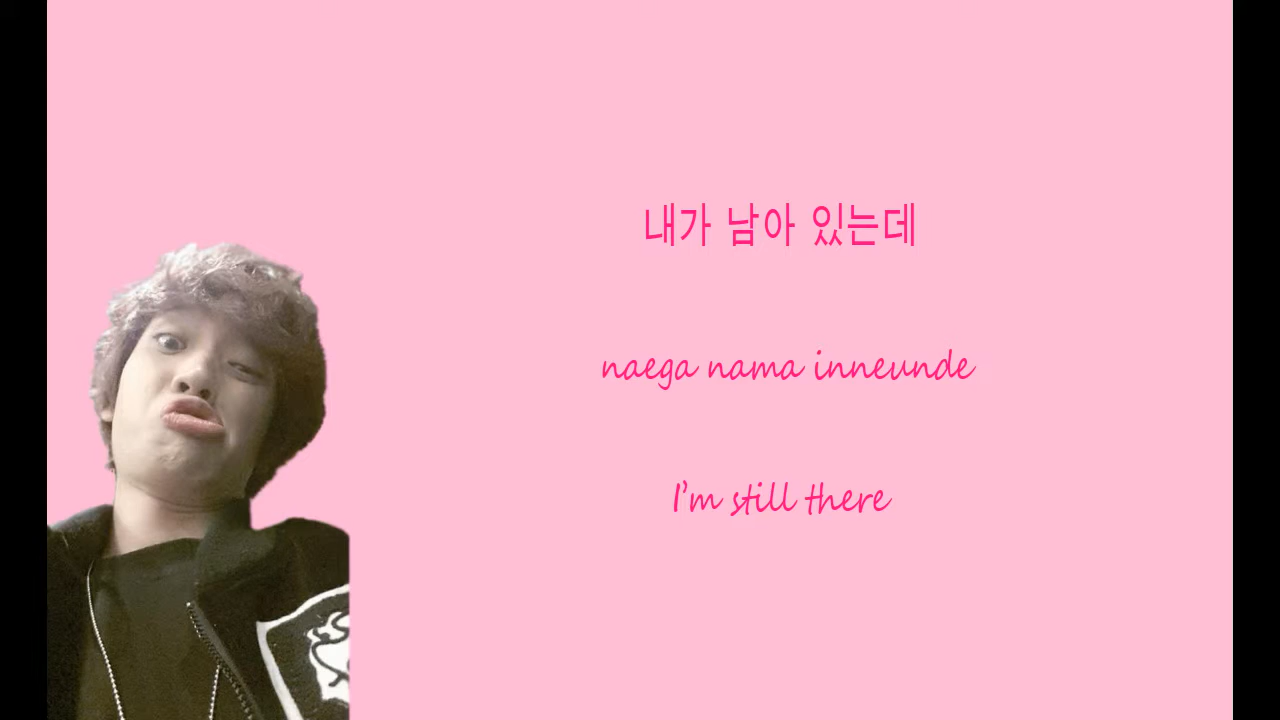 내가 남아 있는데
naega nama inneunde
I'm still there